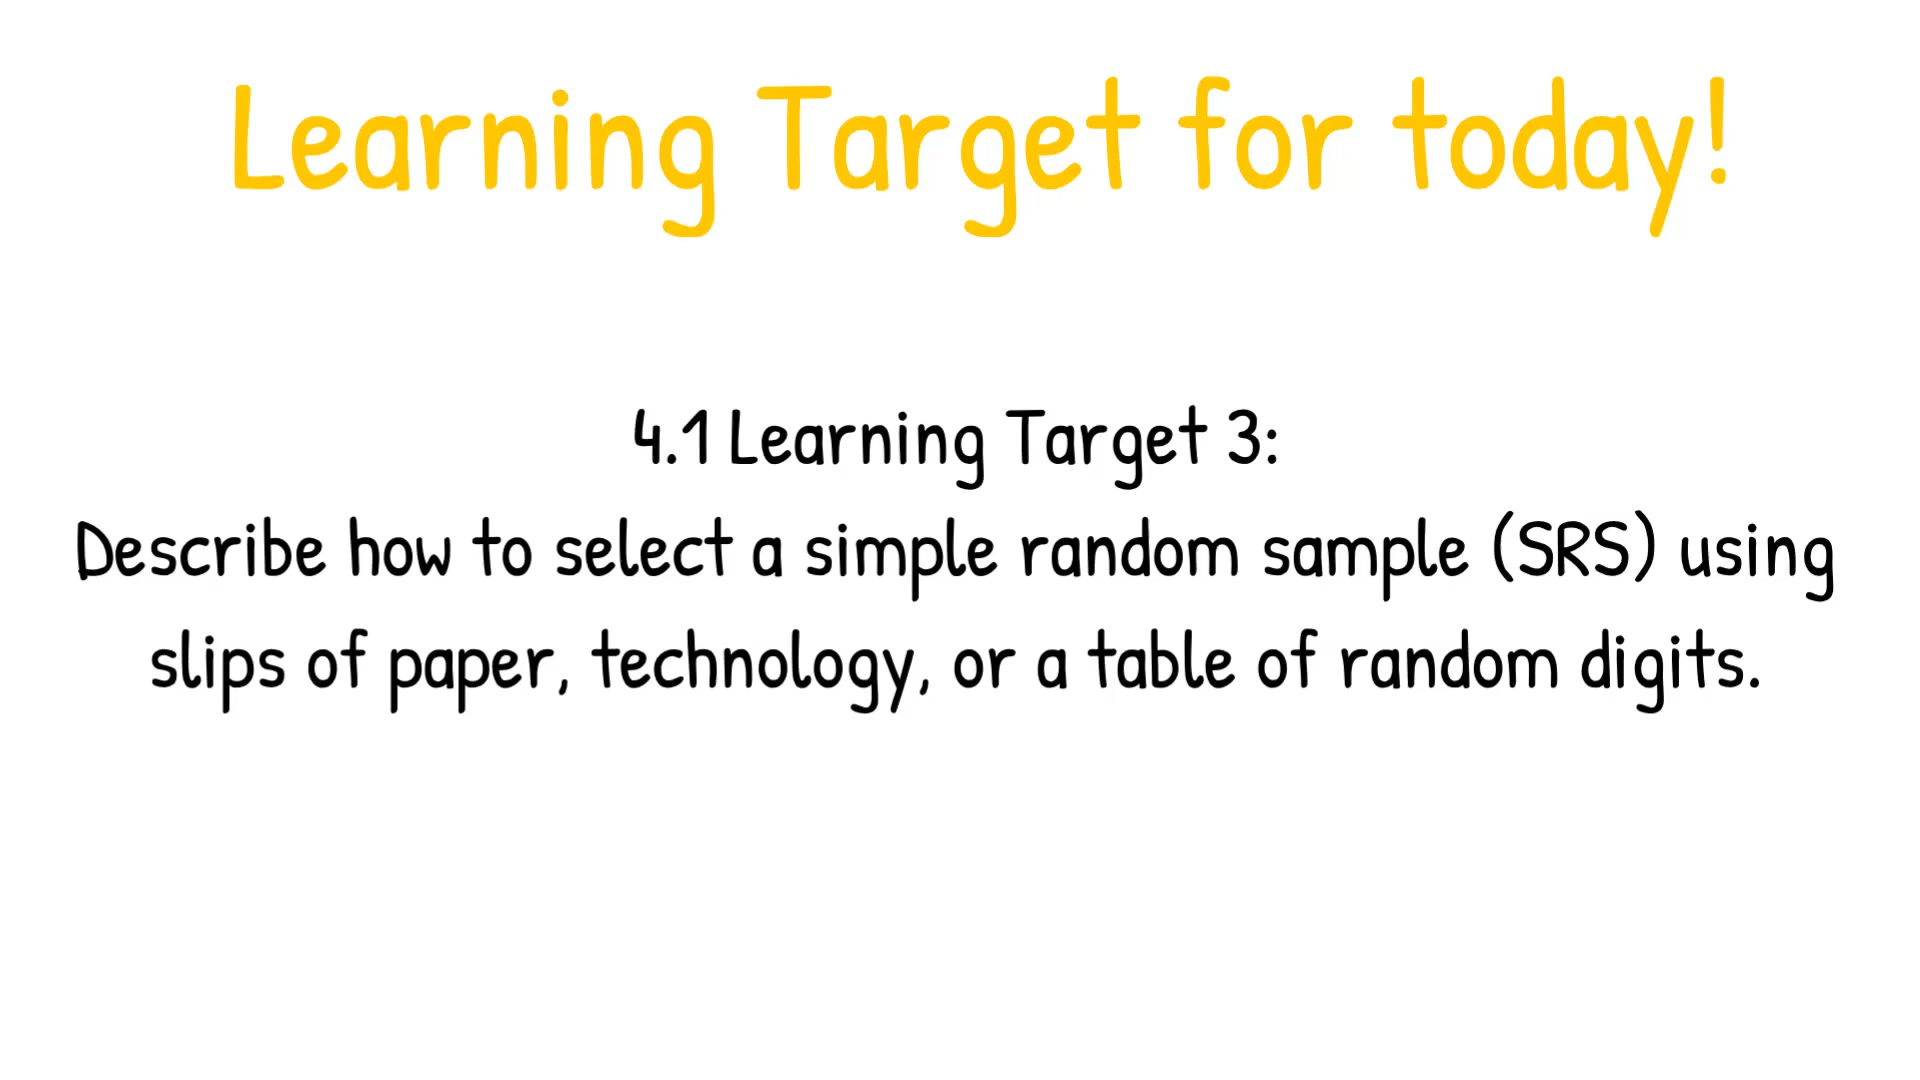 Learning Target for today!
4.1 Learning Target 3:
Describe how to select a simple random sample (SRS) using
slips of paper, technology, or a table of random digits.